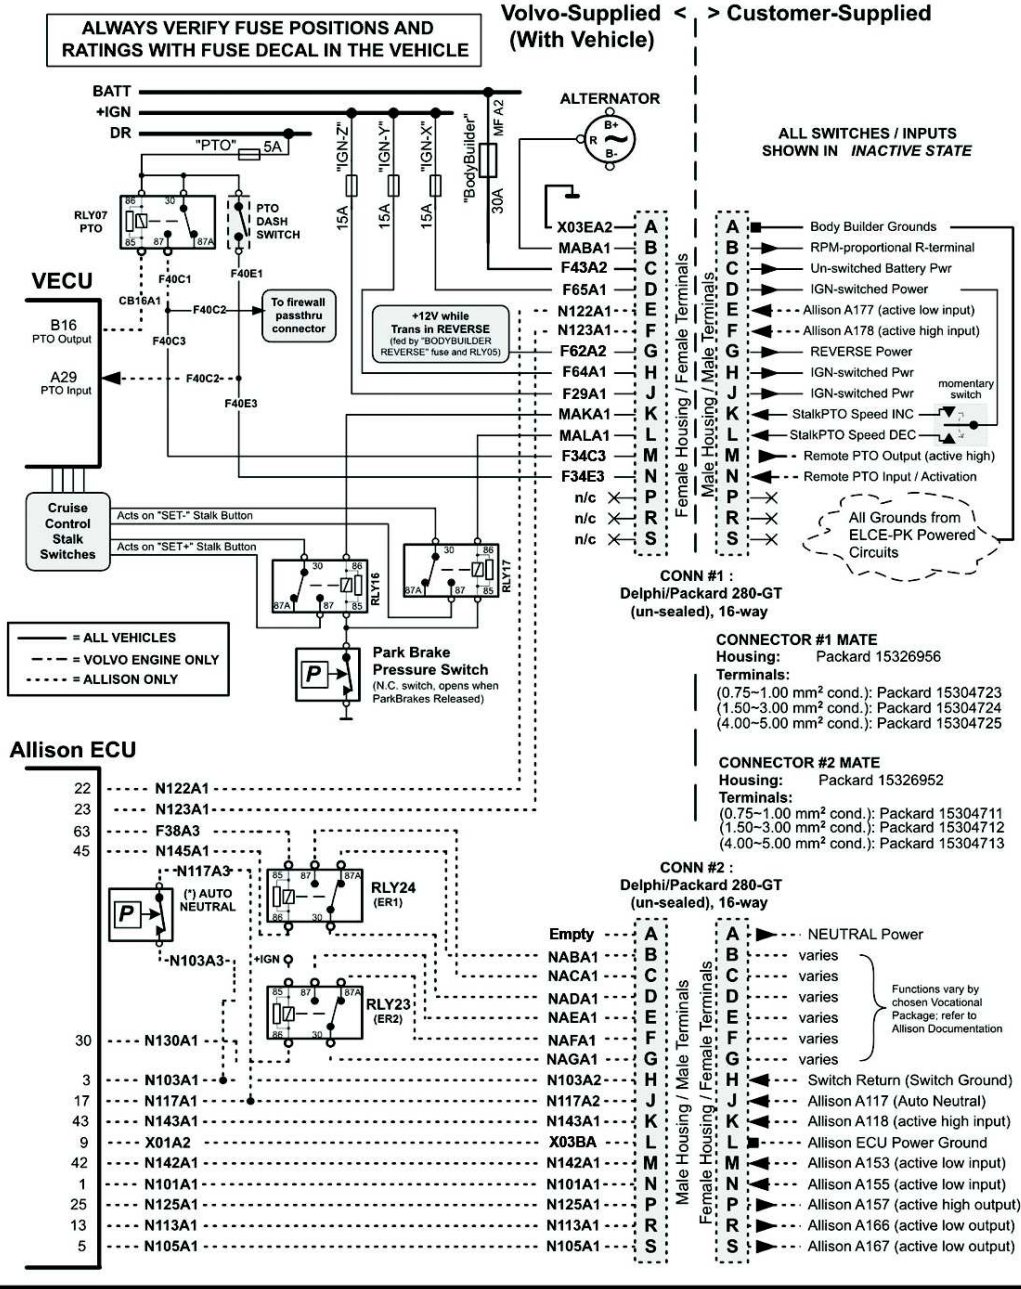 ALWAYS VERIFY FUSE POSITIONS AND
RATINGS WITH FUSE DECAL IN THE VEHICLE
Volvo-Supplied < > Customer-Supplied
(With Vehicle)
BATT
+IGN
DR
"PTO" 5A
"IGN-Z" 15A
"IGN-Y" 15A
"IGN-X" 15A
"BodyBuilder" 30A
MF A2
ALTERNATOR
B+
R
B-
ALL SWITCHES / INPUTS
SHOWN IN INACTIVE STATE
RLY07
PTO
86 30
85 87 87A
PTO
DASH
SWITCH
F40E1
F40C1
CB16A1
F40C2
To firewall
passthru
connector
F40C3
F40C2
F40E3
VECU
B16
PTO Output
A29
PTO Input
+12V while
Trans in REVERSE
(fed by "BODYBUILDER
REVERSE" fuse and RLY05)
X03EA2 A A Body Builder Grounds
MABA1 B B RPM-proportional R-terminal
F43A2 C C Un-switched Battery Pwr
F65A1 D D IGN-switched Power
N122A1 E E Allison A177 (active low input)
N123A1 F F Allison A178 (active high input)
F62A2 G G REVERSE Power
F64A1 H H IGN-switched Pwr
F29A1 J J IGN-switched Pwr
MAKA1 K K StalkPTO Speed INC
MALA1 L L StalkPTO Speed DEC
F34C3 M M Remote PTO Output (active high)
F34E3 N N Remote PTO Input / Activation
n/c P P
n/c R R
n/c S S
momentary
switch
Female Housing / Female Terminals
Male Housing / Male Terminals
All Grounds from
ELCE-PK Powered
Circuits
Cruise
Control
Stalk
Switches
Acts on "SET-" Stalk Button
Acts on "SET+" Stalk Button
30 86
87A 87 85
RLY16
30 86
87A 87 85
RLY17
CONN #1 :
Delphi/Packard 280-GT
(un-sealed), 16-way
= ALL VEHICLES
= VOLVO ENGINE ONLY
= ALLISON ONLY
P
Park Brake
Pressure Switch
(N.C. switch, opens when
ParkBrakes Released)
CONNECTOR #1 MATE
Housing: Packard 15326956
Terminals:
(0.75~1.00 mm² cond.): Packard 15304723
(1.50~3.00 mm² cond.): Packard 15304724
(4.00~5.00 mm² cond.): Packard 15304725
CONNECTOR #2 MATE
Housing: Packard 15326952
Terminals:
(0.75~1.00 mm² cond.): Packard 15304711
(1.50~3.00 mm² cond.): Packard 15304712
(4.00~5.00 mm² cond.): Packard 15304713
Allison ECU
22 N122A1
23 N123A1
63 F38A3
45 N145A1
N117A3
P
(*) AUTO
NEUTRAL
N103A3
85 87 87A
86 30
RLY24
(ER1)
+IGN
85 87 87A
86 30
RLY23
(ER2)
CONN #2 :
Delphi/Packard 280-GT
(un-sealed), 16-way
Empty A A NEUTRAL Power
NABA1 B B varies
NACA1 C C varies
NADA1 D D varies
NAEA1 E E varies
NAFA1 F F varies
NAGA1 G G varies
Functions vary by
chosen Vocational
Package; refer to
Allison Documentation
30 N130A1
3 N103A1 N103A2 H H Switch Return (Switch Ground)
17 N117A1 N117A2 J J Allison A117 (Auto Neutral)
43 N143A1 N143A1 K K Allison A118 (active high input)
9 X01A2 X03BA L L Allison ECU Power Ground
42 N142A1 N142A1 M M Allison A153 (active low input)
1 N101A1 N101A1 N N Allison A155 (active low input)
25 N125A1 N125A1 P P Allison A157 (active high output)
13 N113A1 N113A1 R R Allison A166 (active low output)
5 N105A1 N105A1 S S Allison A167 (active low output)
Male Housing / Male Terminals
Female Housing / Female Terminals